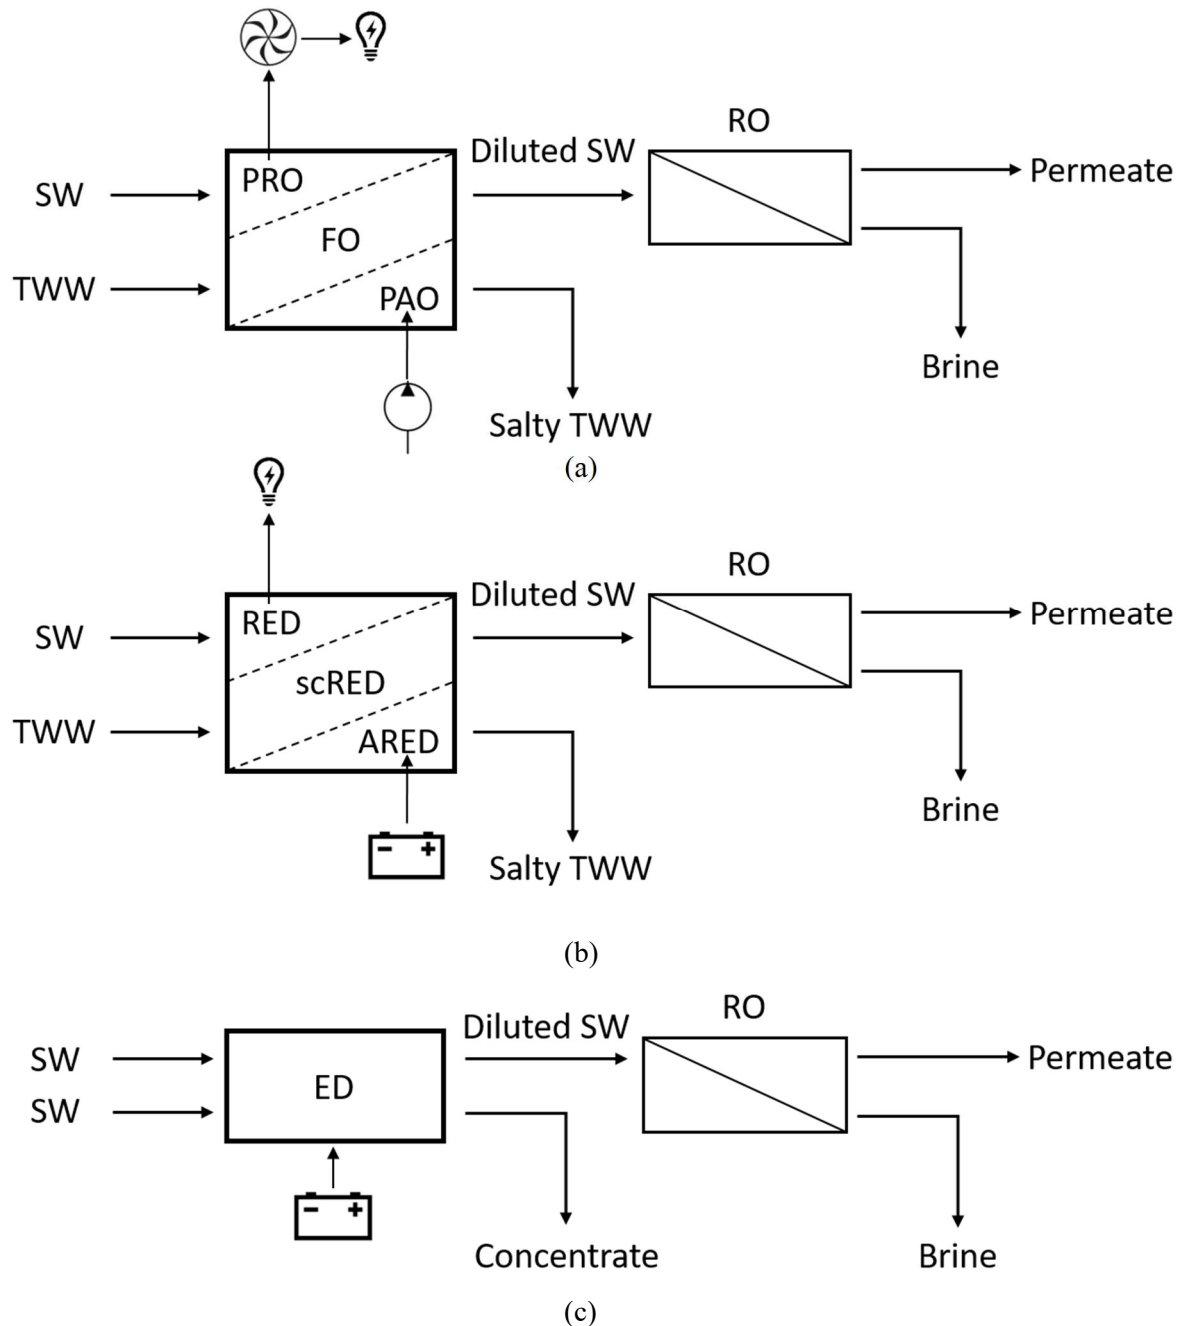 RO
Diluted SW
PRO
Permeate
SW
FO
TWW
PAO
Brine
Salty TWW
(a)
RO
Diluted SW
RED
Permeate
SW
scRED
TWW
ARED
Brine
- +
Salty TWW
(b)
RO
Diluted SW
SW
Permeate
ED
SW
- +
Concentrate
Brine
(c)